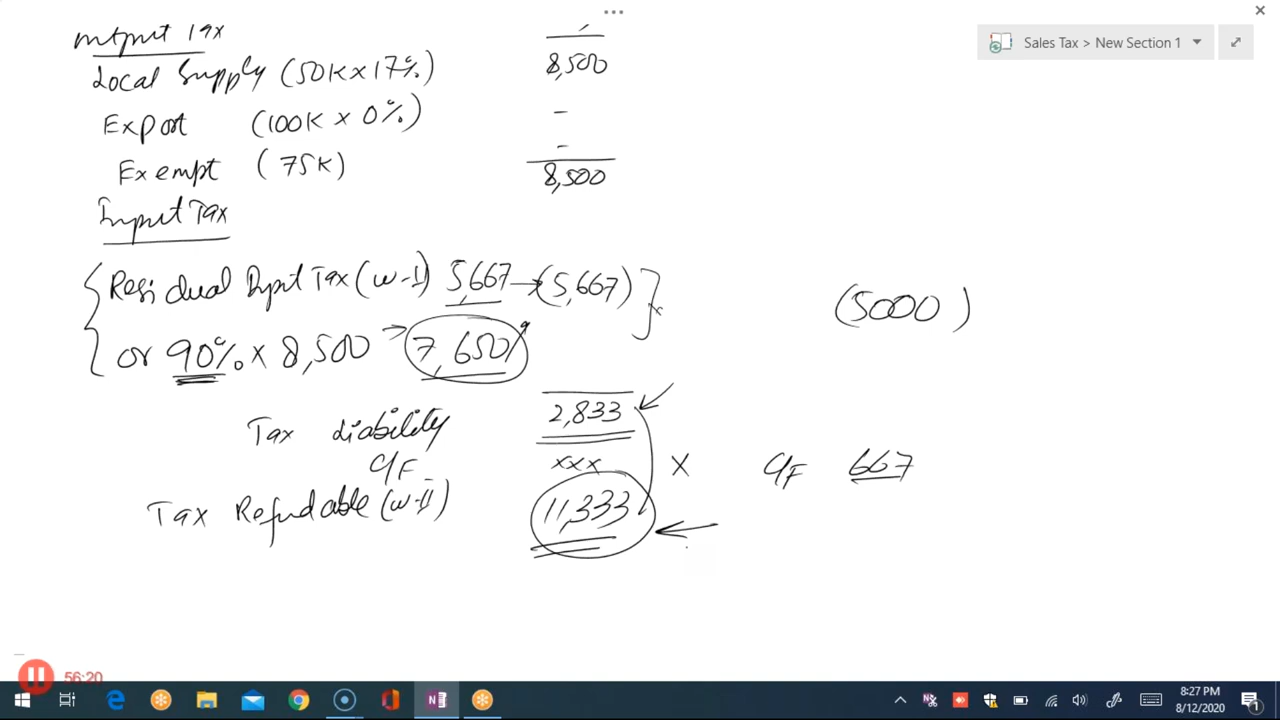 Output Tax
Local Supply (50K x 17%) 8,500
Export (100K x 0%) -
Exempt (75K) -
8,500
Input Tax
Residual Input Tax (W-I) 5,667 → (5,667)
or 90% x 8,500 → 7,650
(5000)
Tax Liability 2,833
C/F xxx
x C/F 667
Tax Refundable (W-II) 11,333
Sales Tax > New Section 1
56:20
8:27 PM
8/12/2020